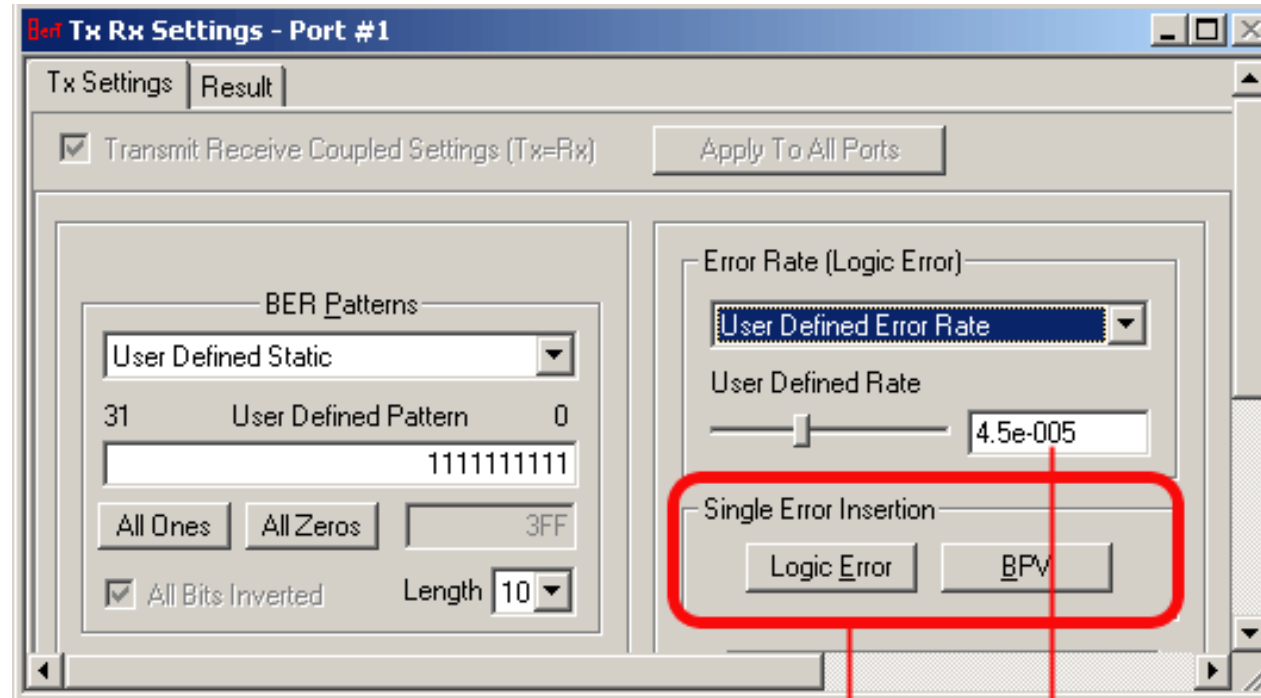 BerT Tx Rx Settings - Port #1
Tx Settings Result
Transmit Receive Coupled Settings (Tx=Rx) Apply To All Ports
BER Patterns
User Defined Static
31 User Defined Pattern 0
1111111111
All Ones All Zeros 3FF
All Bits Inverted Length 10
Error Rate (Logic Error)
User Defined Error Rate
User Defined Rate
4.5e-005
Single Error Insertion
Logic Error BPV